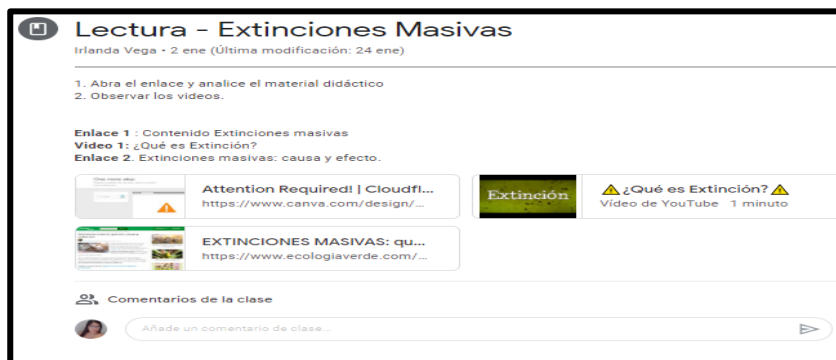 Lectura - Extinciones Masivas
Irlanda Vega • 2 ene (Última modificación: 24 ene)
1. Abra el enlace y analice el material didáctico
2. Observar los videos.
Enlace 1 : Contenido Extinciones masivas
Video 1: ¿Qué es Extinción?
Enlace 2. Extinciones masivas: causa y efecto.
Attention Required! | Cloudfl...
https://www.canva.com/design/...
Extinción
⚠¿Qué es Extinción?⚠
Vídeo de YouTube 1 minuto
EXTINCIONES MASIVAS: qu...
https://www.ecologiaverde.com/...
Comentarios de la clase
Añade un comentario de clase...